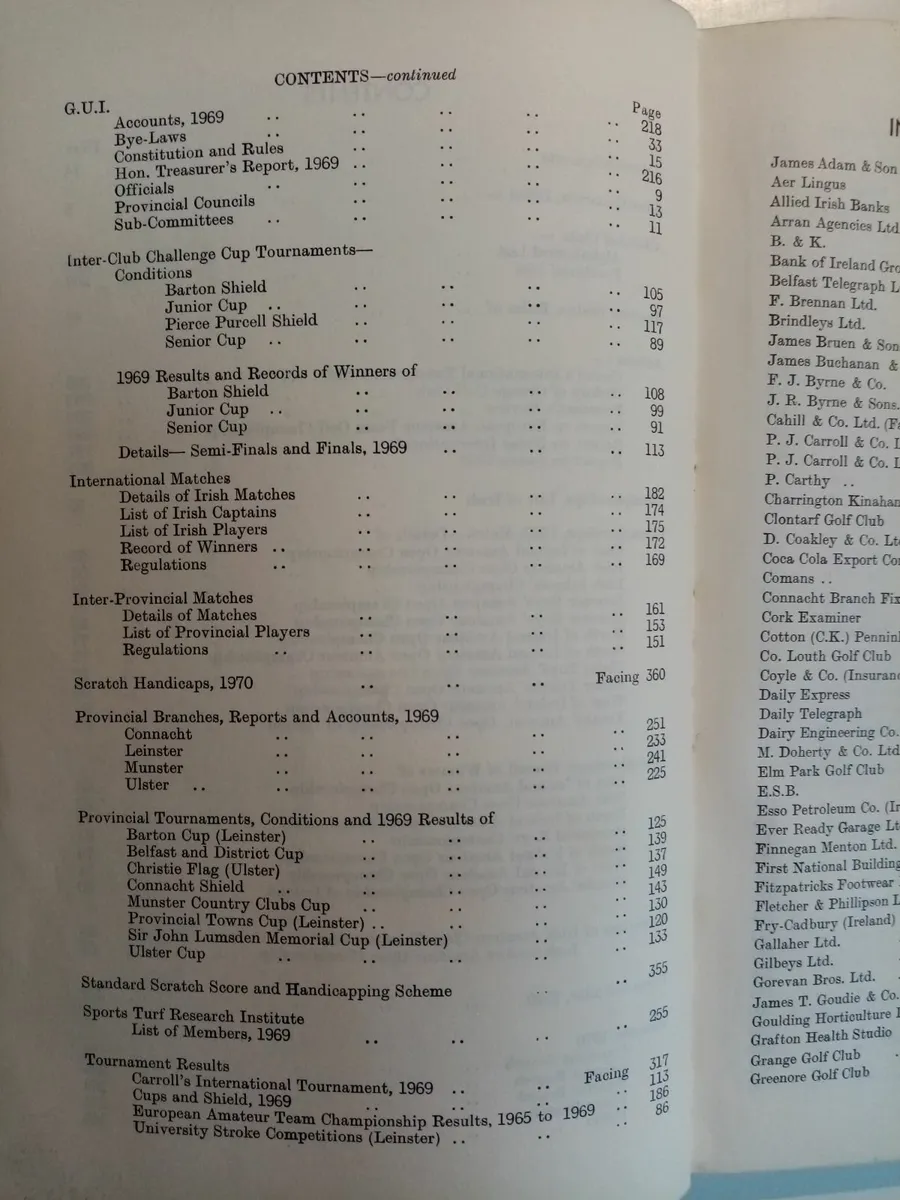 CONTENTS—continued
Page
G.U.I.
Accounts, 1969 .. .. .. .. .. 218
Bye-Laws .. .. .. .. .. 33
Constitution and Rules .. .. .. .. 15
Hon. Treasurer's Report, 1969 .. .. .. .. 216
Officials .. .. .. .. .. 9
Provincial Councils .. .. .. .. 13
Sub-Committees .. .. .. .. .. 11
Inter-Club Challenge Cup Tournaments—
Conditions
Barton Shield .. .. .. .. 105
Junior Cup .. .. .. .. .. 97
Pierce Purcell Shield .. .. .. .. 117
Senior Cup .. .. .. .. .. 89
1969 Results and Records of Winners of
Barton Shield .. .. .. .. 108
Junior Cup .. .. .. .. .. 99
Senior Cup .. .. .. .. 91
Details— Semi-Finals and Finals, 1969 .. .. .. 113
International Matches
Details of Irish Matches .. .. .. .. 182
List of Irish Captains .. .. .. .. 174
List of Irish Players .. .. .. .. 175
Record of Winners .. .. .. .. .. 172
Regulations .. .. .. .. .. 169
Inter-Provincial Matches
Details of Matches .. .. .. .. 161
List of Provincial Players .. .. .. .. 153
Regulations .. .. .. .. .. 151
Scratch Handicaps, 1970 .. .. .. Facing 360
Provincial Branches, Reports and Accounts, 1969
Connacht .. .. .. .. .. 251
Leinster .. .. .. .. .. 233
Munster .. .. .. .. .. 241
Ulster .. .. .. .. .. 225
Provincial Tournaments, Conditions and 1969 Results of
Barton Cup (Leinster) .. .. .. .. 125
Belfast and District Cup .. .. .. .. 139
Christie Flag (Ulster) .. .. .. .. 137
Connacht Shield .. .. .. .. .. 149
Munster Country Clubs Cup .. .. .. .. 143
Provincial Towns Cup (Leinster) .. .. .. .. 130
Sir John Lumsden Memorial Cup (Leinster) .. .. 120
Ulster Cup .. .. .. .. .. 133
Standard Scratch Score and Handicapping Scheme .. .. 355
Sports Turf Research Institute
List of Members, 1969 .. .. .. .. 255
Tournament Results
Carroll's International Tournament, 1969 .. .. Facing 317
Cups and Shield, 1969 .. .. .. .. 113
European Amateur Team Championship Results, 1965 to 1969 .. 186
University Stroke Competitions (Leinster) .. .. .. 86
James Adam & Son
Aer Lingus
Allied Irish Banks
Arran Agencies Ltd
B. & K.
Bank of Ireland Gro
Belfast Telegraph L
F. Brennan Ltd.
Brindleys Ltd.
James Bruen & Son
James Buchanan &
F. J. Byrne & Co.
J. R. Byrne & Sons.
Cahill & Co. Ltd. (Fa
P. J. Carroll & Co. L
P. J. Carroll & Co. L
P. Carthy ..
Charrington Kinahan
Clontarf Golf Club
D. Coakley & Co. Lt
Coca Cola Export Co
Comans ..
Connacht Branch Fix
Cork Examiner
Cotton (C.K.) Pennin
Co. Louth Golf Club
Coyle & Co. (Insuran
Daily Express
Daily Telegraph
Dairy Engineering Co.
M. Doherty & Co. Ltd
Elm Park Golf Club
E.S.B.
Esso Petroleum Co. (Ir
Ever Ready Garage Lt
Finnegan Menton Ltd.
First National Building
Fitzpatricks Footwear
Fletcher & Phillipson L
Fry-Cadbury (Ireland)
Gallaher Ltd.
Gilbeys Ltd.
Gorevan Bros. Ltd.
James T. Goudie & Co.
Goulding Horticulture
Grafton Health Studio
Grange Golf Club
Greenore Golf Club